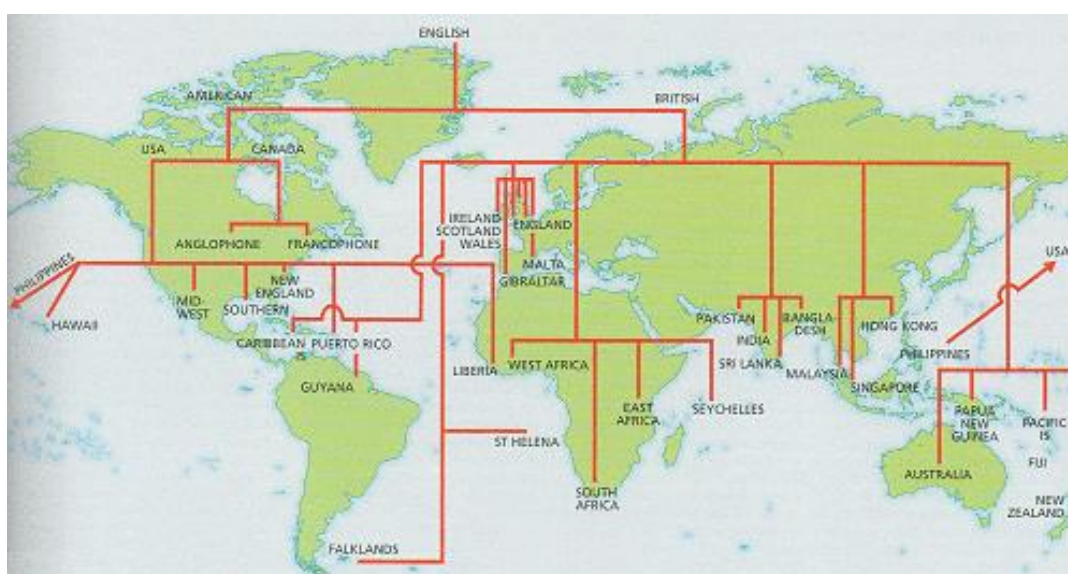 ENGLISH
AMERICAN
BRITISH
USA
CANADA
IRELAND
SCOTLAND
WALES
ENGLAND
ANGLOPHONE
FRANCOPHONE
MALTA
GIBRALTAR
USA
PHILIPPINES
HAWAII
MID-
WEST
SOUTHERN
NEW
ENGLAND
CARIBBEAN
IS
PUERTO RICO
GUYANA
LIBERIA
WEST AFRICA
EAST
AFRICA
SEYCHELLES
SOUTH
AFRICA
ST HELENA
FALKLANDS
PAKISTAN
INDIA
SRI LANKA
BANGLA
DESH
MALAYSIA
SINGAPORE
HONG KONG
PHILIPPINES
PAPUA
NEW
GUINEA
PACIFIC
IS
FIJI
AUSTRALIA
NEW
ZEALAND